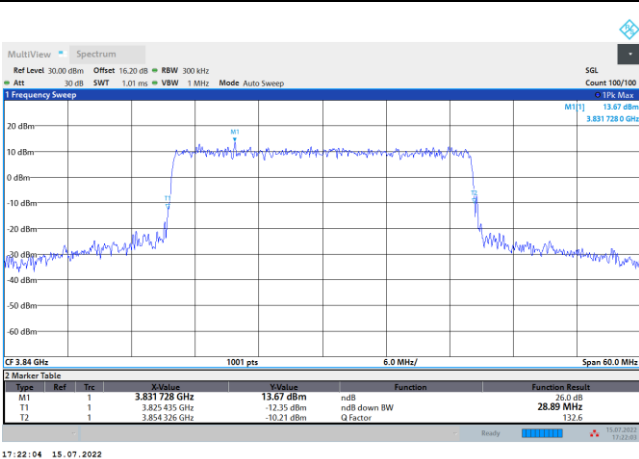 MultiView Spectrum
Ref Level 30.00 dBm Offset 16.20 dB RBW 300 kHz SGL
Att 30 dB SWT 1.01 ms VBW 1 MHz Mode Auto Sweep Count 100/100
1 Frequency Sweep 1Pk Max
M1[1] 13.67 dBm
3.831 728 0 GHz
20 dBm
M1
10 dBm
0 dBm
T1
-10 dBm
-20 dBm
-30 dBm
-40 dBm
-50 dBm
-60 dBm
CF 3.84 GHz 1001 pts 6.0 MHz/ Span 60.0 MHz
2 Marker Table
Type Ref Trc X-Value Y-Value Function Function Result
M1 1 3.831 728 GHz 13.67 dBm ndB 26.0 dB
T1 1 3.825 435 GHz -12.35 dBm ndB down BW 28.89 MHz
T2 1 3.854 326 GHz -10.21 dBm Q Factor 132.6
Ready 15.07.2022
17:22:03
17:22:04 15.07.2022